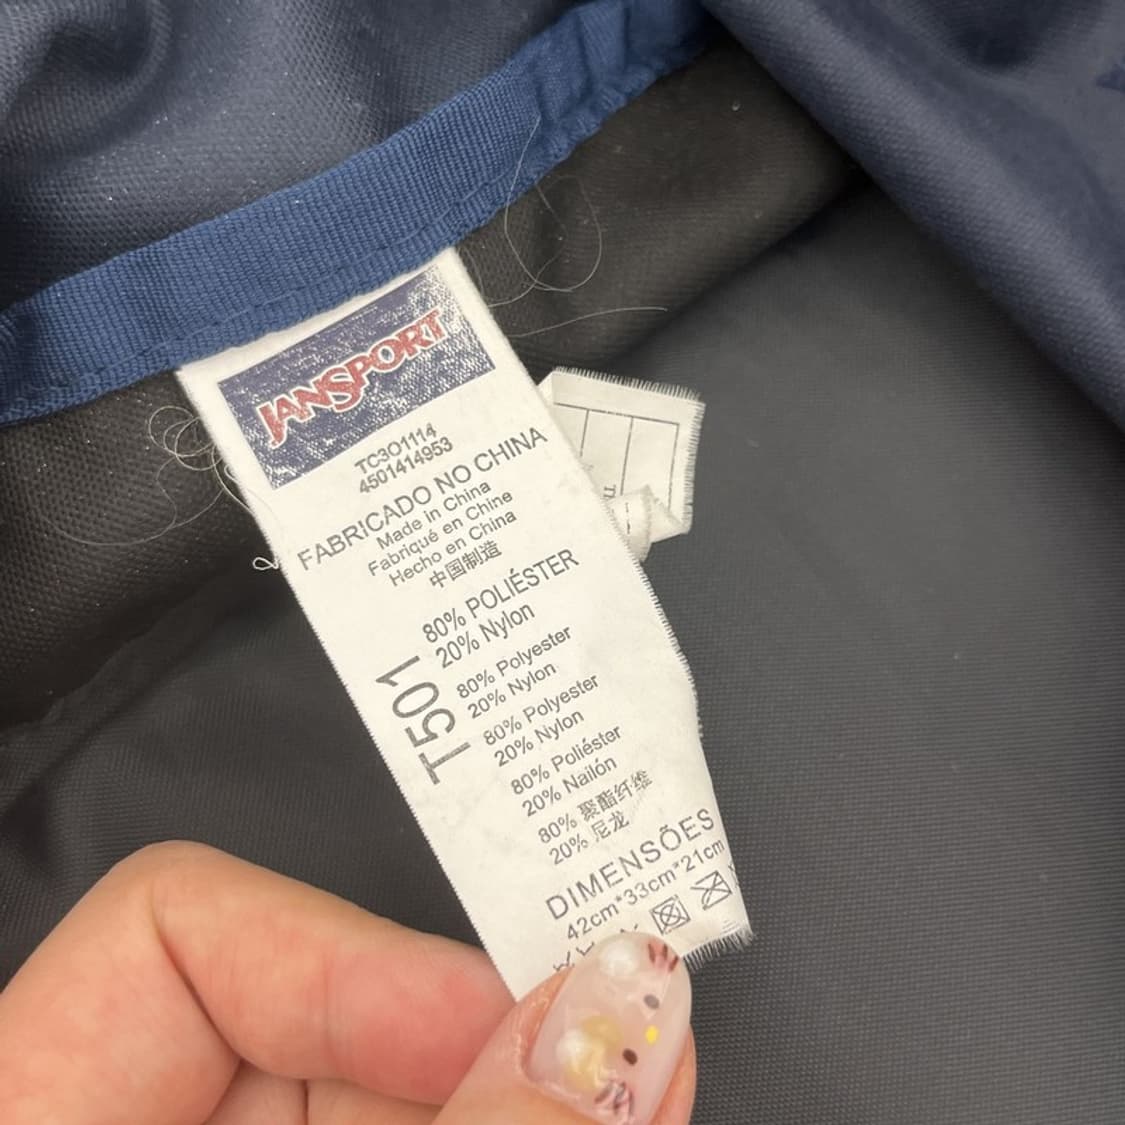 JANSPORT
TC3O1114
4501414953
FABRICADO NO CHINA
Made in China
Fabriqué en Chine
Hecho en China
中国制造
T501
80% POLIÉSTER
20% Nylon
80% Polyester
20% Nylon
80% Polyester
20% Nylon
80% Poliéster
20% Nailón
80% 聚酯纤维
20% 尼龙
DIMENSÕES
42cm*33cm*21cm